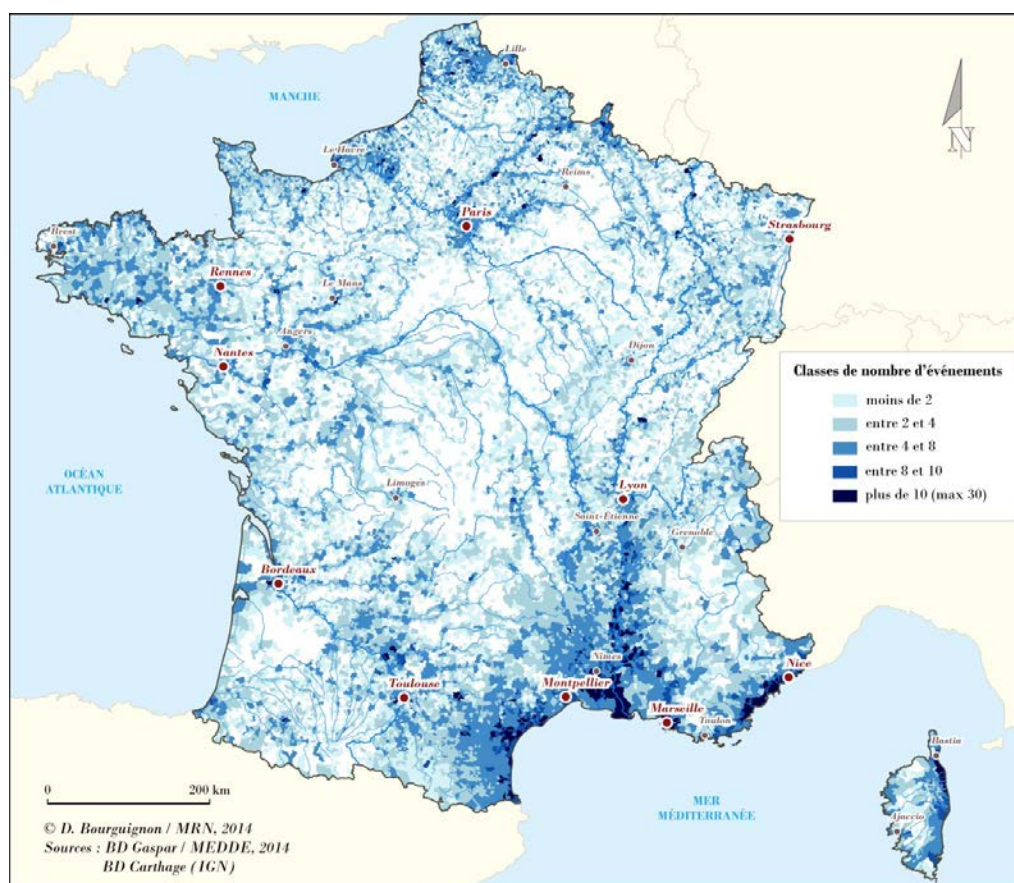 Lille
MANCHE
N
Le Havre
Reims
Paris
Strasbourg
Brest
Rennes
Le Mans
Angers
Nantes
Dijon
Classes de nombre d'événements
moins de 2
entre 2 et 4
entre 4 et 8
entre 8 et 10
plus de 10 (max 30)
OCÉAN
ATLANTIQUE
Limoges
Lyon
Saint-Étienne
Grenoble
Bordeaux
Nîmes
Nice
Toulouse
Montpellier
Marseille
Toulon
Bastia
0 200 km
MER
MÉDITERRANÉE
Ajaccio
© D. Bourguignon / MRN, 2014
Sources : BD Gaspar / MEDDE, 2014
BD Carthage (IGN)